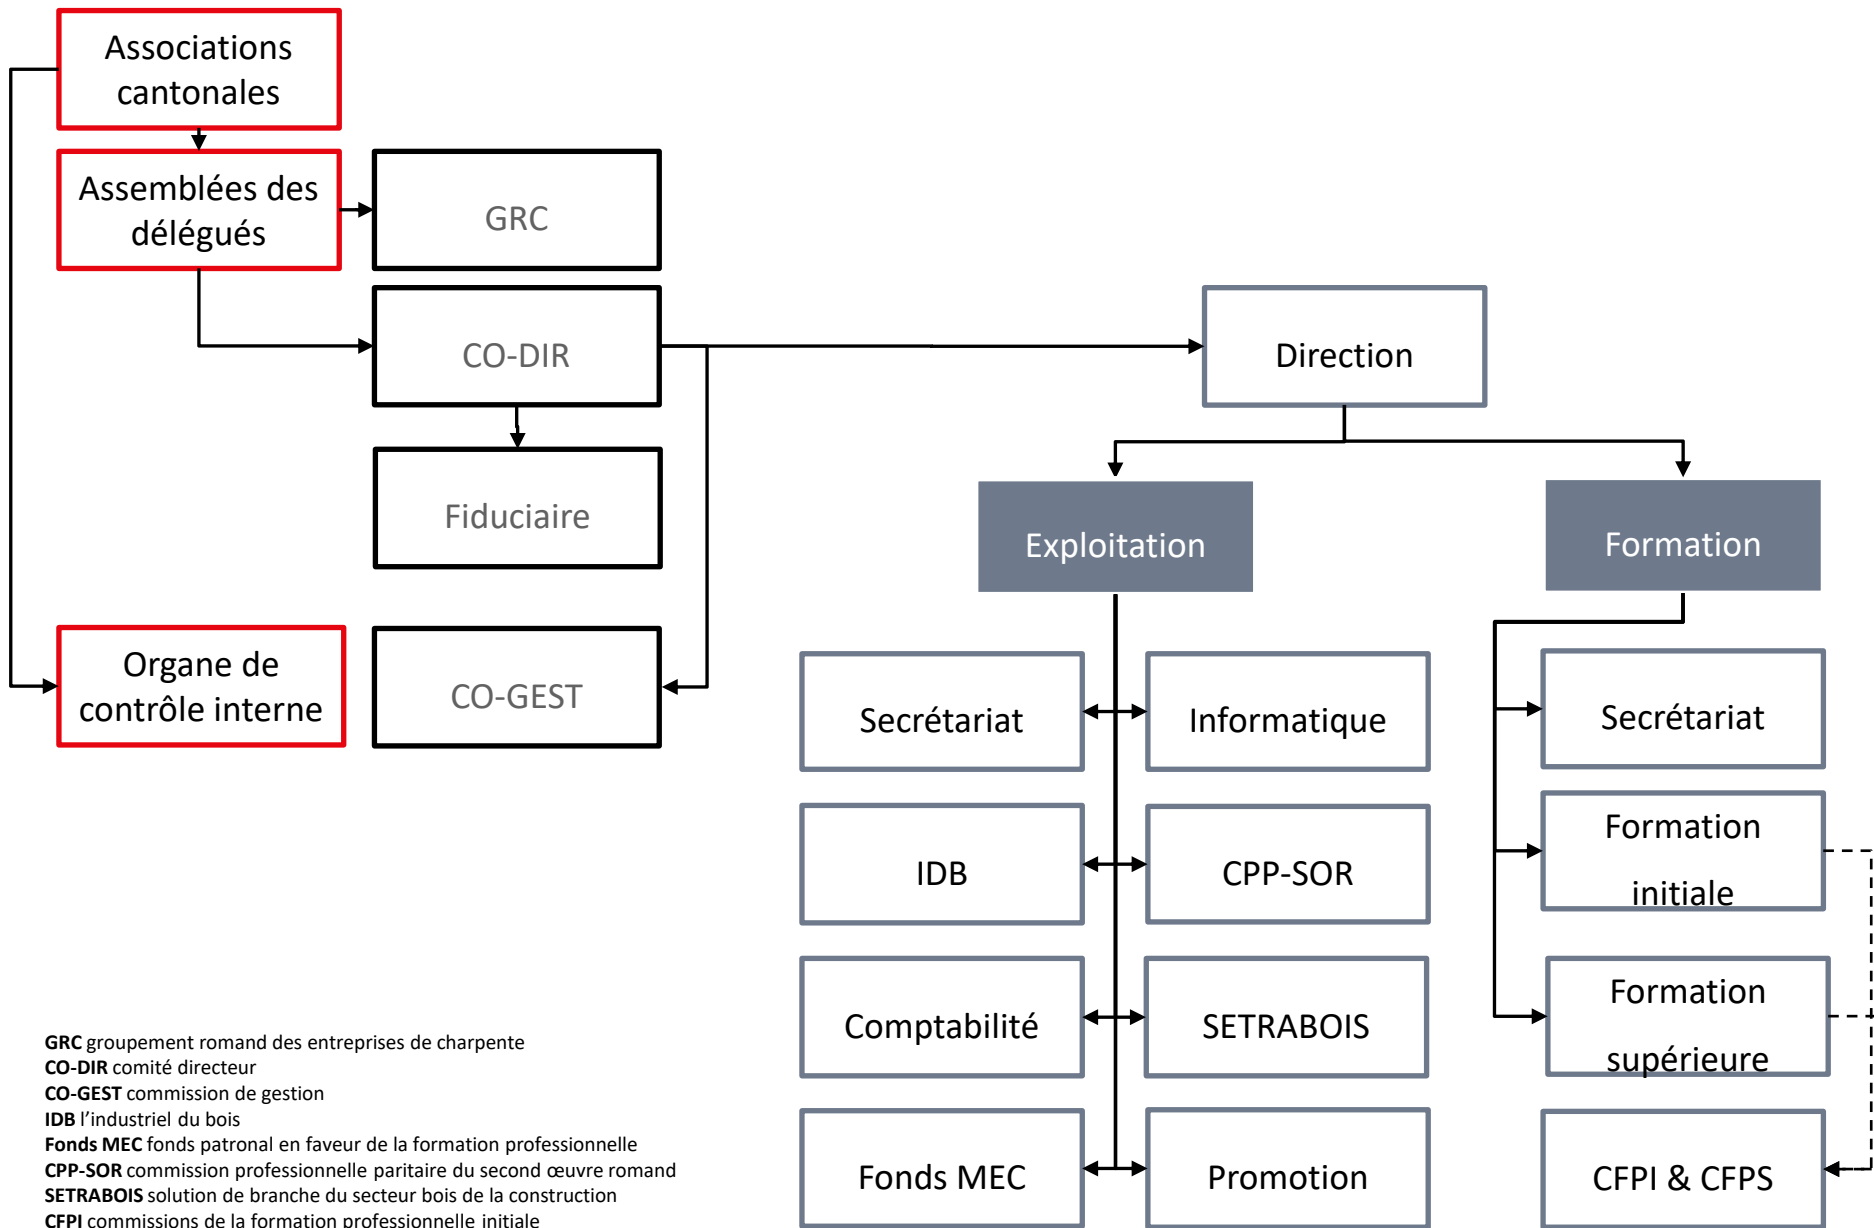 Associations
cantonales
Assemblées des
délégués
GRC
CO-DIR
Direction
Fiduciaire
Exploitation
Formation
Organe de
contrôle interne
CO-GEST
Secrétariat
Informatique
Secrétariat
IDB
CPP-SOR
Formation
initiale
Comptabilité
SETRABOIS
Formation
supérieure
Fonds MEC
Promotion
CFPI & CFPS
GRC groupement romand des entreprises de charpente
CO-DIR comité directeur
CO-GEST commission de gestion
IDB l'industriel du bois
Fonds MEC fonds patronal en faveur de la formation professionnelle
CPP-SOR commission professionnelle paritaire du second œuvre romand
SETRABOIS solution de branche du secteur bois de la construction
CFPI commissions de la formation professionnelle initiale